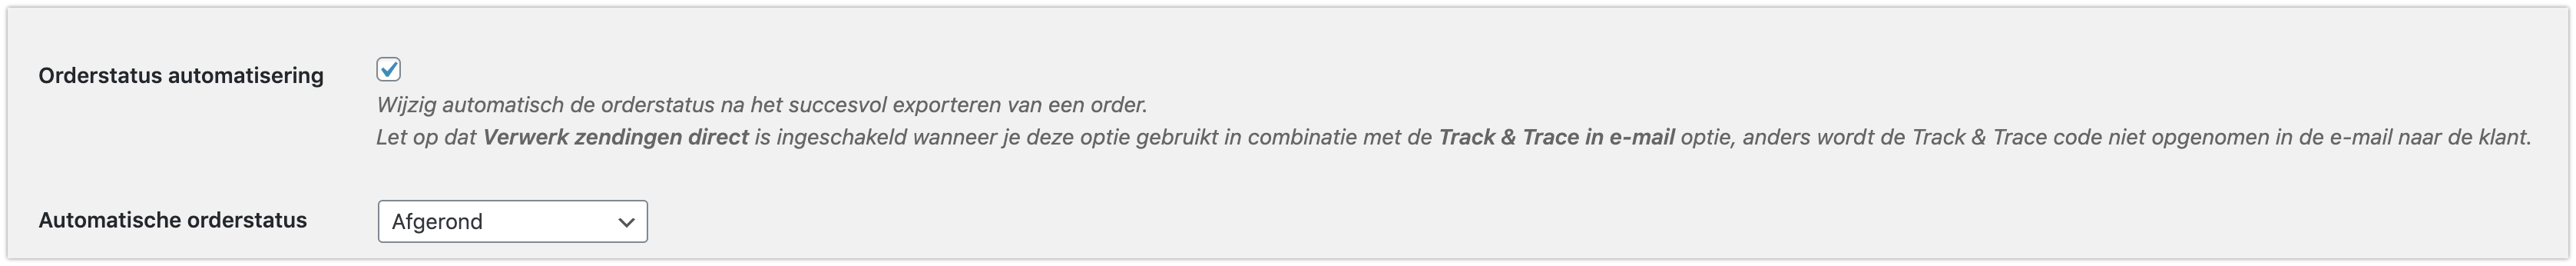 Orderstatus automatisering
Wijzig automatisch de orderstatus na het succesvol exporteren van een order.
Let op dat Verwerk zendingen direct is ingeschakeld wanneer je deze optie gebruikt in combinatie met de Track & Trace in e-mail optie, anders wordt de Track & Trace code niet opgenomen in de e-mail naar de klant.
Automatische orderstatus
Afgerond